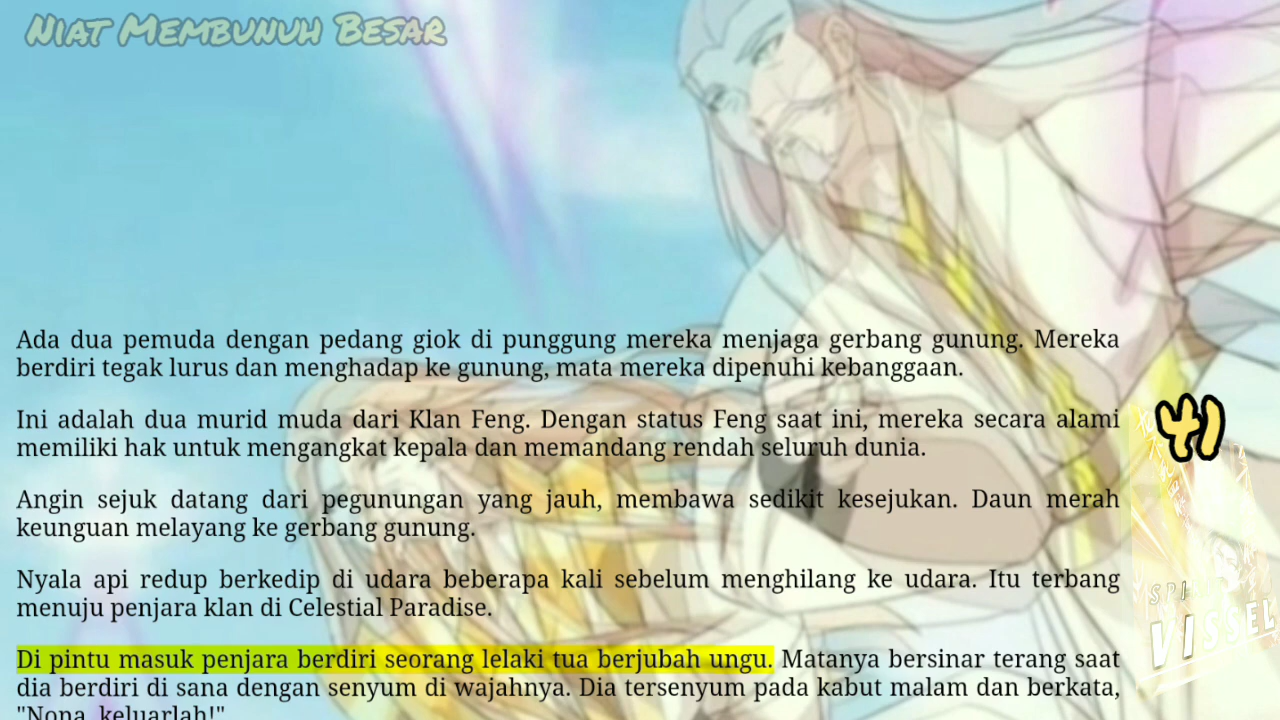 Niat Membunuh Besar
Ada dua pemuda dengan pedang giok di punggung mereka menjaga gerbang gunung. Mereka
berdiri tegak lurus dan menghadap ke gunung, mata mereka dipenuhi kebanggaan.
Ini adalah dua murid muda dari Klan Feng. Dengan status Feng saat ini, mereka secara alami
memiliki hak untuk mengangkat kepala dan memandang rendah seluruh dunia.
41
Angin sejuk datang dari pegunungan yang jauh, membawa sedikit kesejukan. Daun merah
keunguan melayang ke gerbang gunung.
Nyala api redup berkedip di udara beberapa kali sebelum menghilang ke udara. Itu terbang
menuju penjara klan di Celestial Paradise.
VISSEL
Di pintu masuk penjara berdiri seorang lelaki tua berjubah ungu. Matanya bersinar terang saat
dia berdiri di sana dengan senyum di wajahnya. Dia tersenyum pada kabut malam dan berkata,
"Nona, keluarlah!"